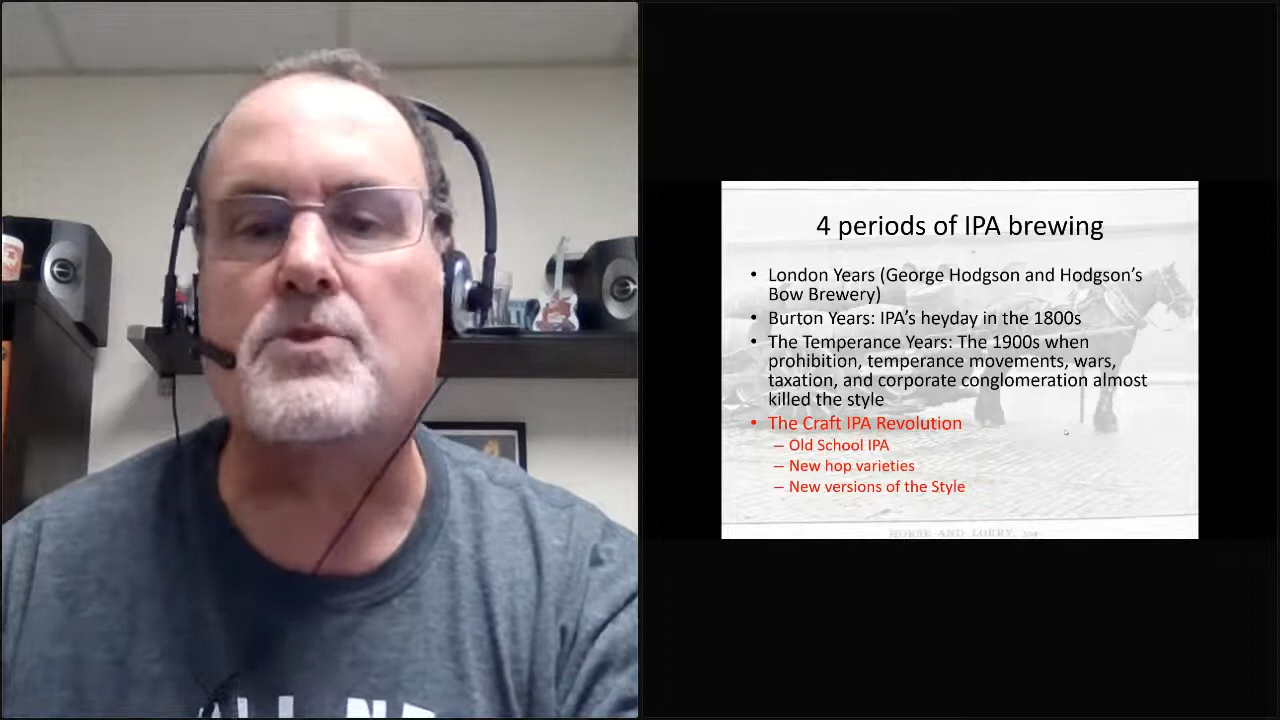 4 periods of IPA brewing
• London Years (George Hodgson and Hodgson's
Bow Brewery)
• Burton Years: IPA's heyday in the 1800s
• The Temperance Years: The 1900s when
prohibition, temperance movements, wars,
taxation, and corporate conglomeration almost
killed the style
• The Craft IPA Revolution
– Old School IPA
– New hop varieties
– New versions of the Style
HORSE AND LORRY,